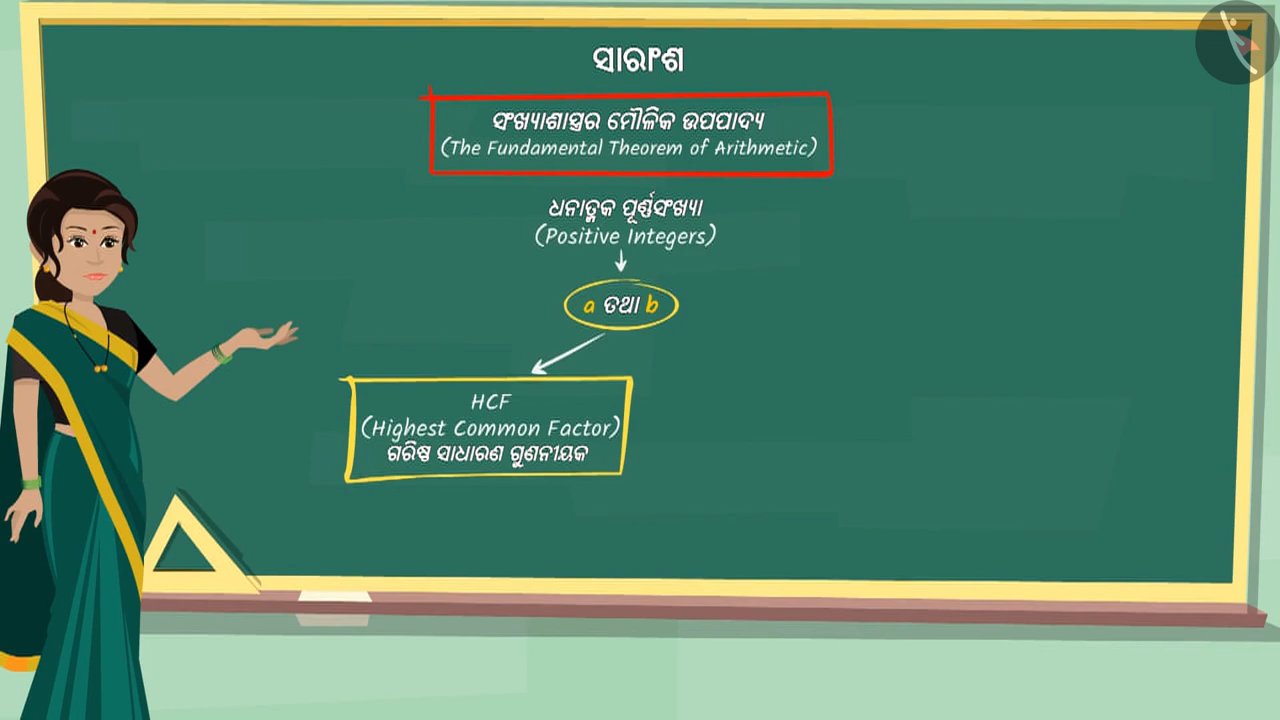 ସାରାଂଶ
ସଂଖ୍ୟାଶାସ୍ତ୍ରର ମୌଳିକ ଉପପାଦ୍ୟ
(The Fundamental Theorem of Arithmetic)
ଧନାତ୍ମକ ପୂର୍ଣ୍ଣସଂଖ୍ୟା
(Positive Integers)
a ତଥା b
HCF
(Highest Common Factor)
ଗରିଷ୍ଠ ସାଧାରଣ ଗୁଣନୀୟକ